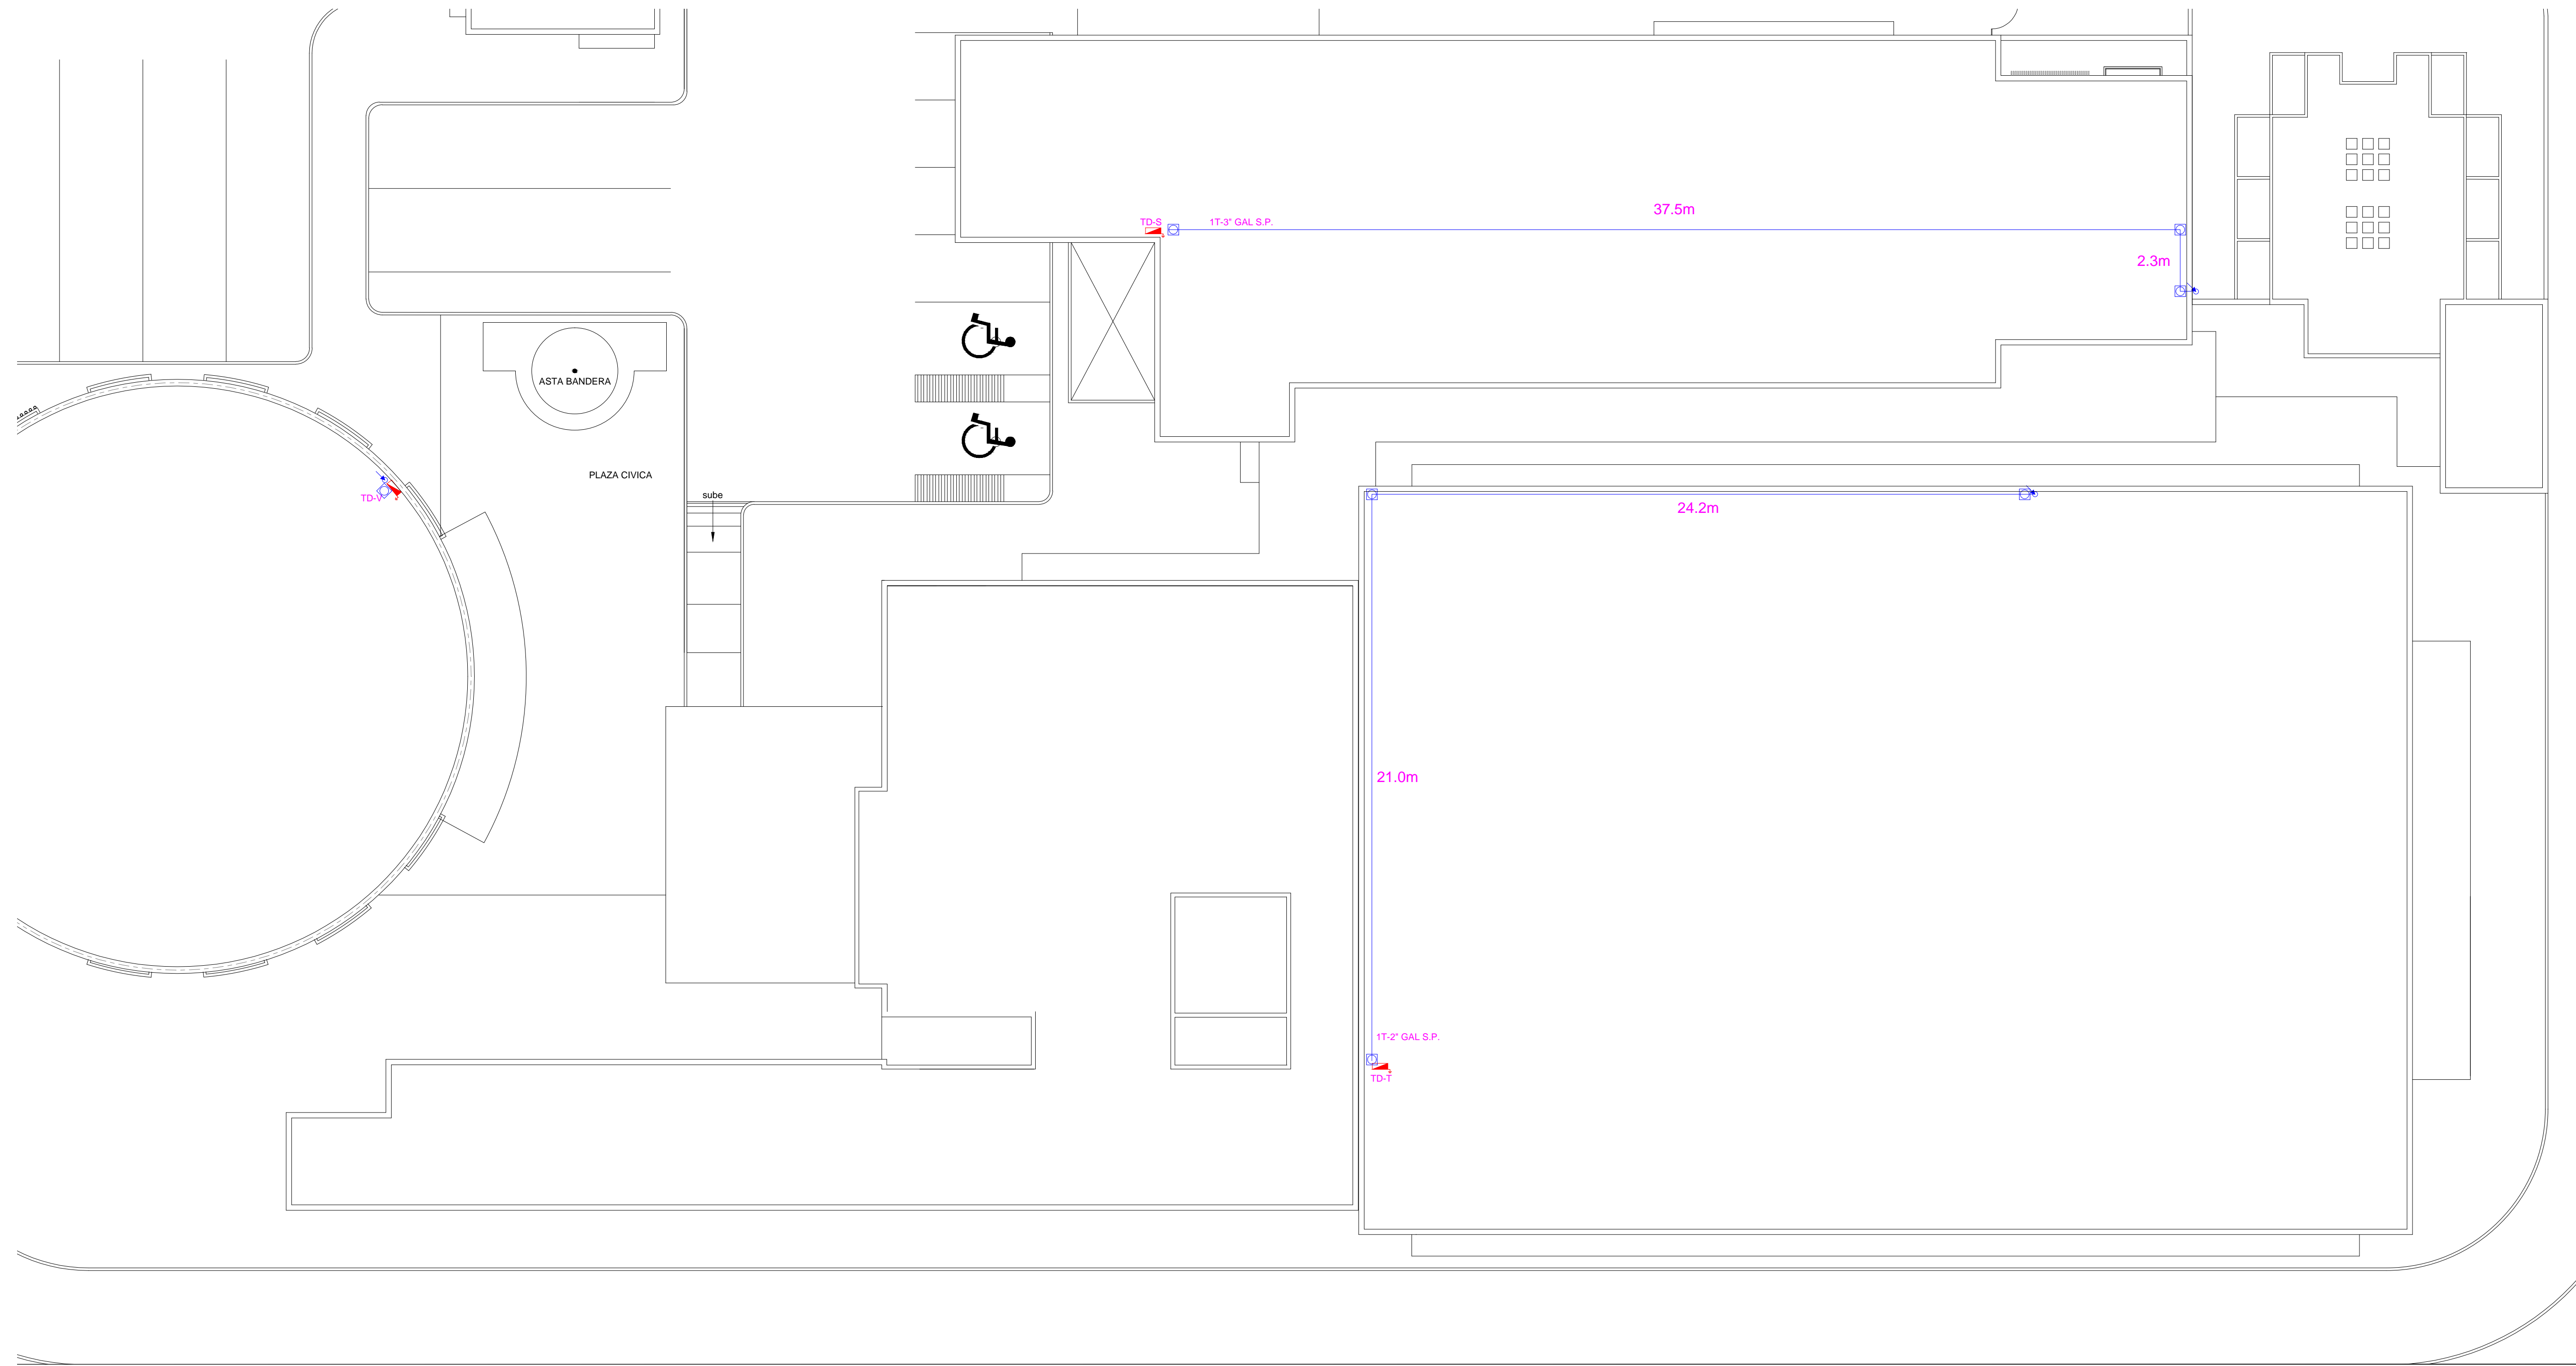 37.5m
TD-S
1T-3" GAL S.P.
2.3m
ASTA BANDERA
PLAZA CIVICA
sube
TD-V
24.2m
21.0m
1T-2" GAL S.P.
TD-T